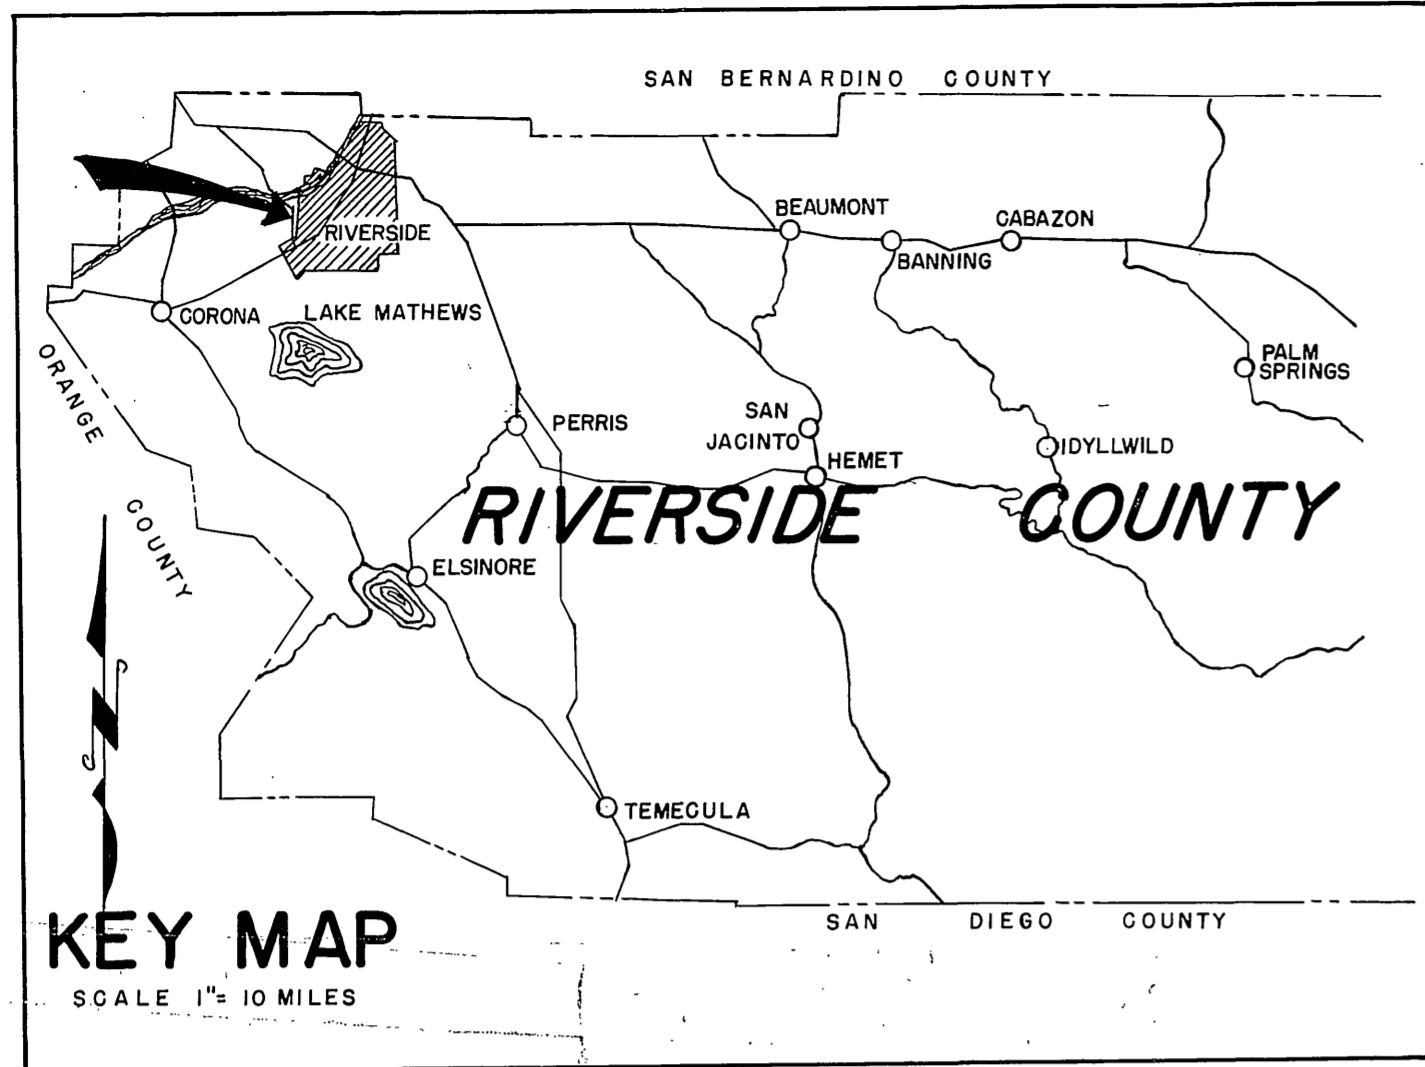 SAN BERNARDINO COUNTY
BEAUMONT
CABAZON
RIVERSIDE
BANNING
CORONA
LAKE MATHEWS
ORANGE COUNTY
PALM
SPRINGS
PERRIS
SAN
JACINTO
HEMET
IDYLLWILD
RIVERSIDE COUNTY
ELSINORE
TEMECULA
SAN DIEGO COUNTY
KEY MAP
SCALE 1"= 10 MILES